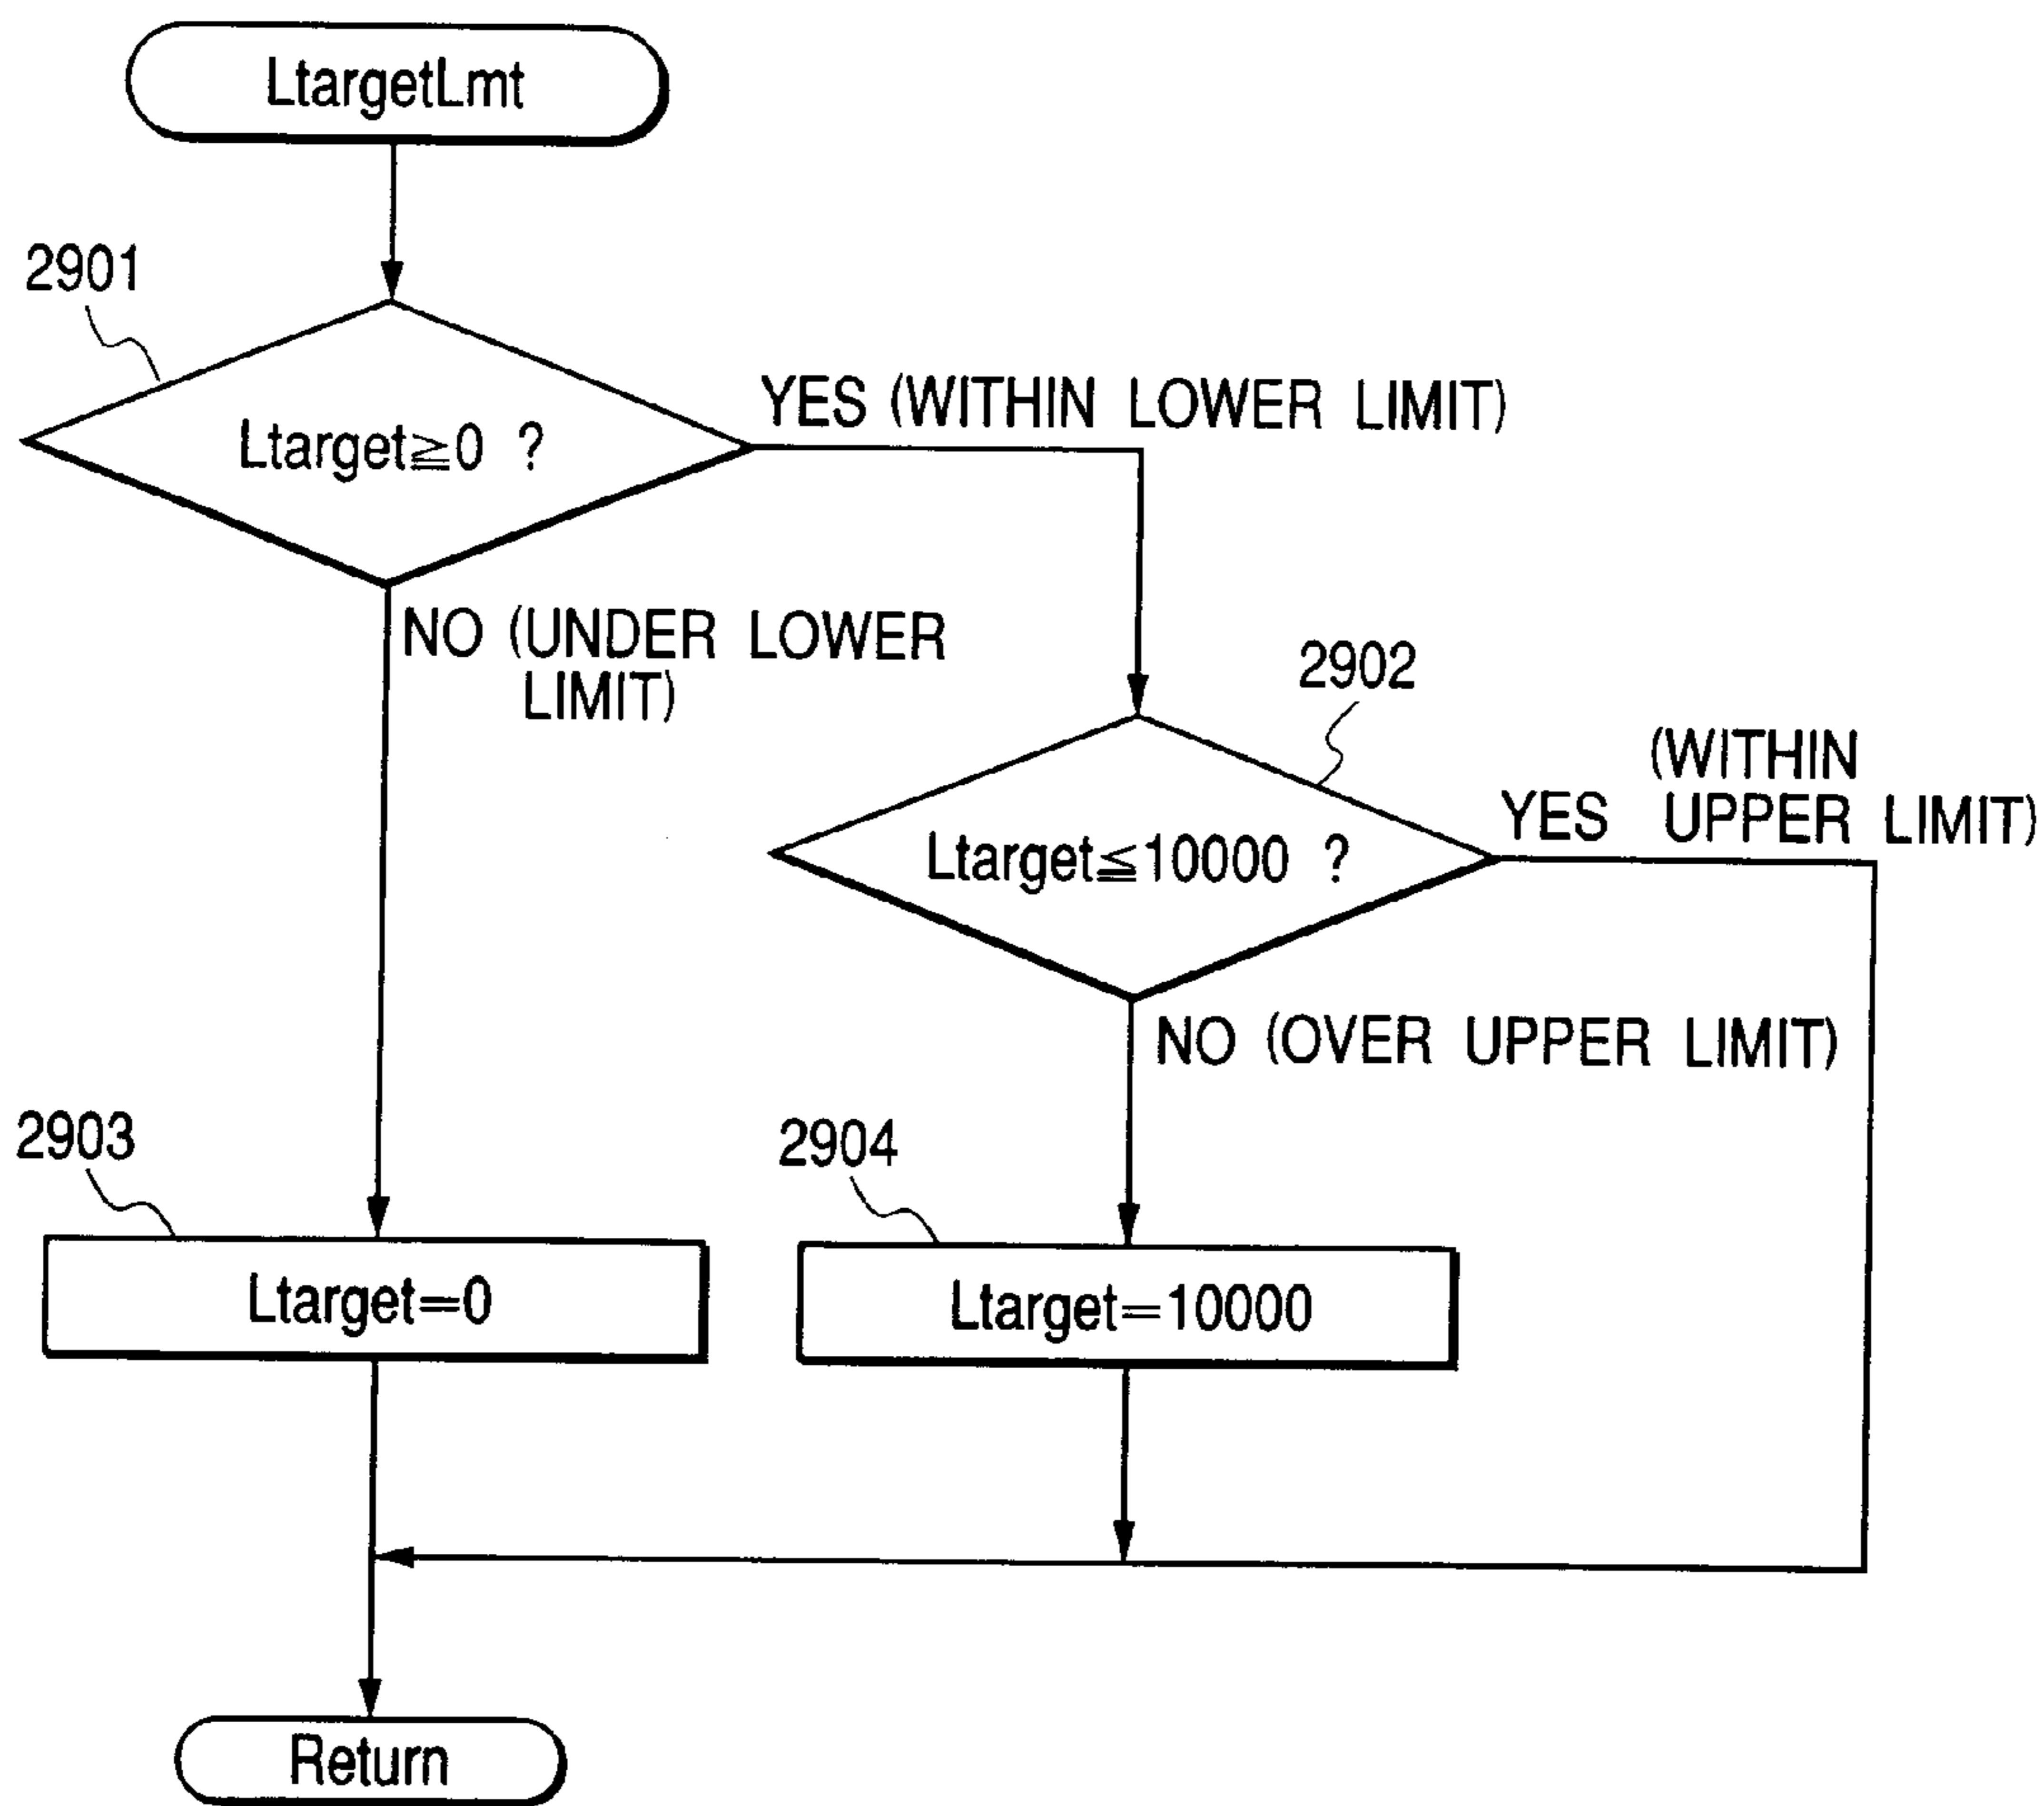 LtargetLmt
2901
Ltarget≧0 ?
YES (WITHIN LOWER LIMIT)
NO (UNDER LOWER
LIMIT)
2902
(WITHIN
YES UPPER LIMIT)
Ltarget≦10000 ?
NO (OVER UPPER LIMIT)
2903
2904
Ltarget=0
Ltarget=10000
Return